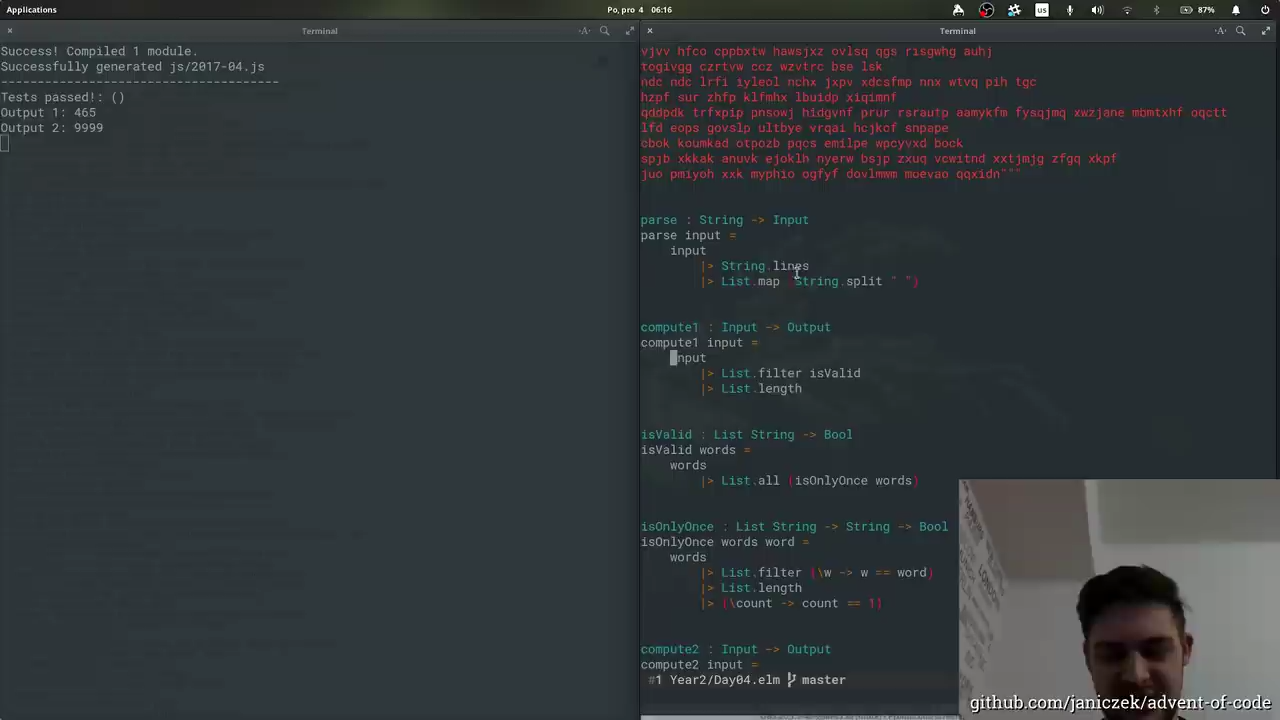 Applications
Po, pro 4 06:16
us
87%
Terminal
Success! Compiled 1 module.
Successfully generated js/2017-04.js
--------------------------------------
Tests passed!: ()
Output 1: 465
Output 2: 9999
Terminal
vjvv hfco cppbxtw hawsjxz ovlsq qgs risgwhg auhj
togivgg czrtvw ccz wzvtrc bse lsk
ndc ndc lrfi iyleol nchx jxpv xdcsfmp nnx wtvq pih tgc
hzpf sur zhfp klfmhx lbuidp xiqimnf
qddpdk trfxpip pnsowj hidgvnf prur rsrautp aamykfm fysqjmq xwzjane mbmtxhf oqctt
lfd eops govslp ultbye vrqai hcjkcf snpape
cbok koumkad otpozb pqcs emilpe wpcyvxd bock
spjb xkkak anuvk ejoklh nyerw bsjp zxuq vcwitnd xxtjmjg zfgq xkpf
juo pmiyoh xxk myphio ogfyf dovlmwm moevao qqxidn"""
parse : String -> Input
parse input =
input
|> String.lines
|> List.map (String.split " ")
compute1 : Input -> Output
compute1 input =
input
|> List.filter isValid
|> List.length
isValid : List String -> Bool
isValid words =
words
|> List.all (isOnlyOnce words)
isOnlyOnce : List String -> String -> Bool
isOnlyOnce words word =
words
|> List.filter (\w -> w == word)
|> List.length
|> (\count -> count == 1)
compute2 : Input -> Output
compute2 input =
#1 Year2/Day04.elm master
LONDON
github.com/janiczek/advent-of-code